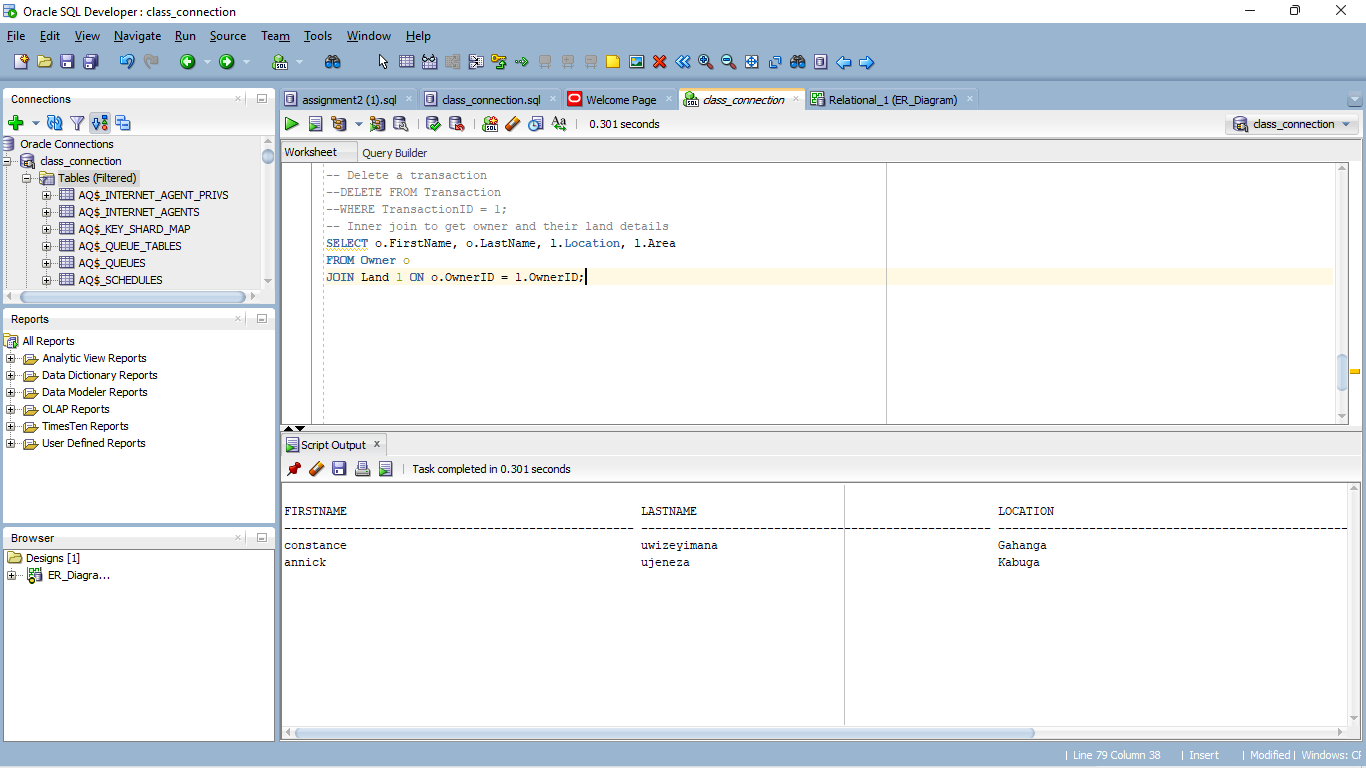 Oracle SQL Developer : class_connection
File Edit View Navigate Run Source Team Tools Window Help
Connections
Oracle Connections
class_connection
Tables (Filtered)
AQ$_INTERNET_AGENT_PRIVS
AQ$_INTERNET_AGENTS
AQ$_KEY_SHARD_MAP
AQ$_QUEUE_TABLES
AQ$_QUEUES
AQ$_SCHEDULES
Reports
All Reports
Analytic View Reports
Data Dictionary Reports
Data Modeler Reports
OLAP Reports
TimesTen Reports
User Defined Reports
Browser
Designs [1]
ER_Diagra...
assignment2 (1).sql class_connection.sql Welcome Page class_connection Relational_1 (ER_Diagram)
0.301 seconds class_connection
Worksheet Query Builder
-- Delete a transaction
--DELETE FROM Transaction
--WHERE TransactionID = 1;
-- Inner join to get owner and their land details
SELECT o.FirstName, o.LastName, l.Location, l.Area
FROM Owner o
JOIN Land l ON o.OwnerID = l.OwnerID;
Script Output
Task completed in 0.301 seconds
FIRSTNAME LASTNAME LOCATION
constance uwizeyimana Gahanga
annick ujeneza Kabuga
Line 79 Column 38 Insert Modified Windows: CF